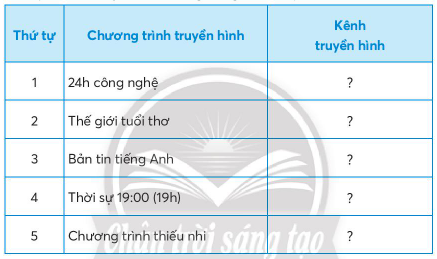 Thứ tự Chương trình truyền hình Kênh truyền hình
1 24h công nghệ ?
2 Thế giới tuổi thơ ?
3 Bản tin tiếng Anh ?
4 Thời sự 19:00 (19h) ?
5 Chương trình thiếu nhi ?
Chân trời sáng tạo